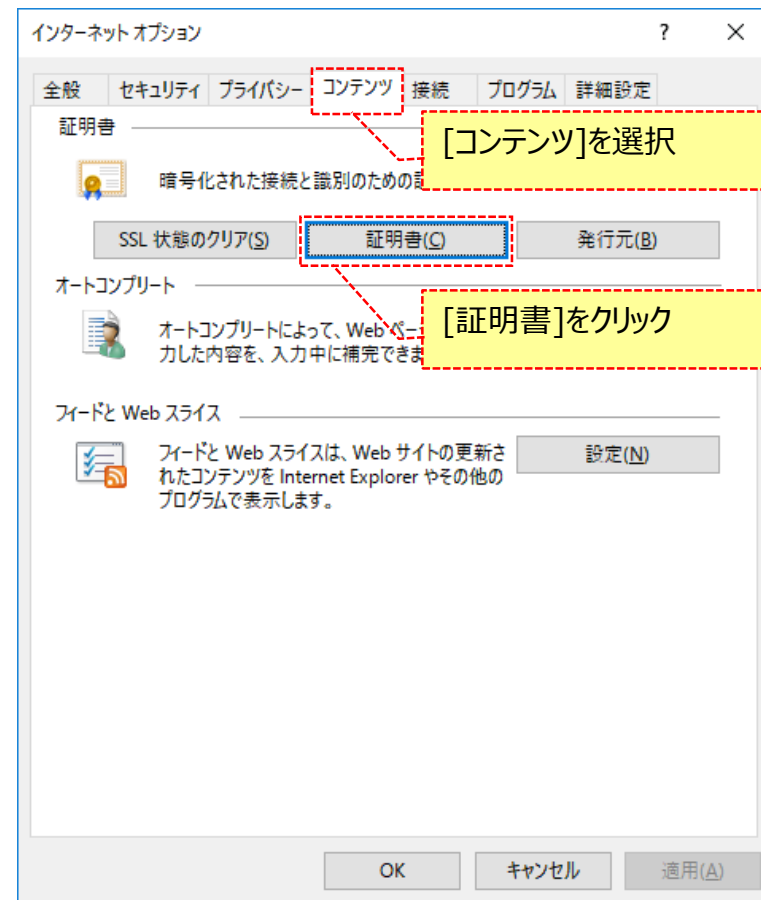 インターネット オプション ? ×
全般 セキュリティ プライバシー コンテンツ 接続 プログラム 詳細設定
証明書
[コンテンツ]を選択
暗号化された接続と識別のための
SSL 状態のクリア(S) 証明書(C) 発行元(B)
オートコンプリート
[証明書]をクリック
オートコンプリートによって、Web ペー
力した内容を、入力中に補完できま
フィードと Web スライス
フィードと Web スライスは、Web サイトの更新さ
れたコンテンツを Internet Explorer やその他の
プログラムで表示します。
設定(N)
OK キャンセル 適用(A)